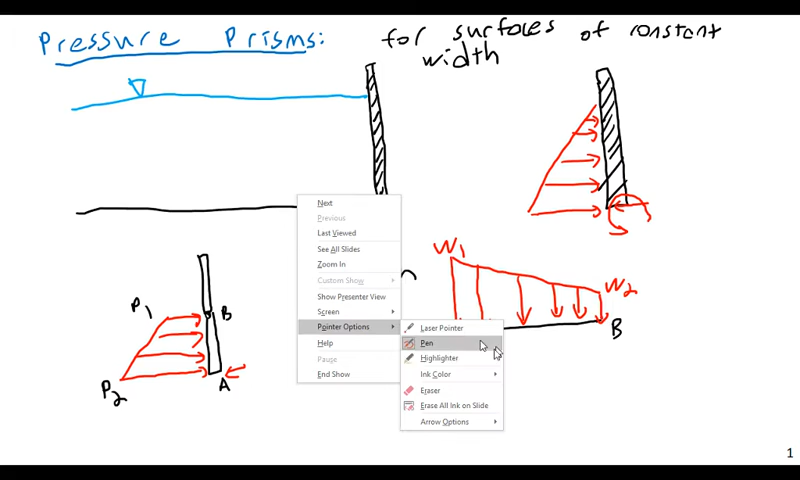 Pressure Prisms: for surfaces of constant
width
Next
Previous
Last Viewed
See All Slides
Zoom In
Custom Show
Show Presenter View
Screen
Pointer Options
Help
Pause
End Show
Laser Pointer
Pen
Highlighter
Ink Color
Eraser
Erase All Ink on Slide
Arrow Options
P1
B
P2
A
W1
W2
B
1